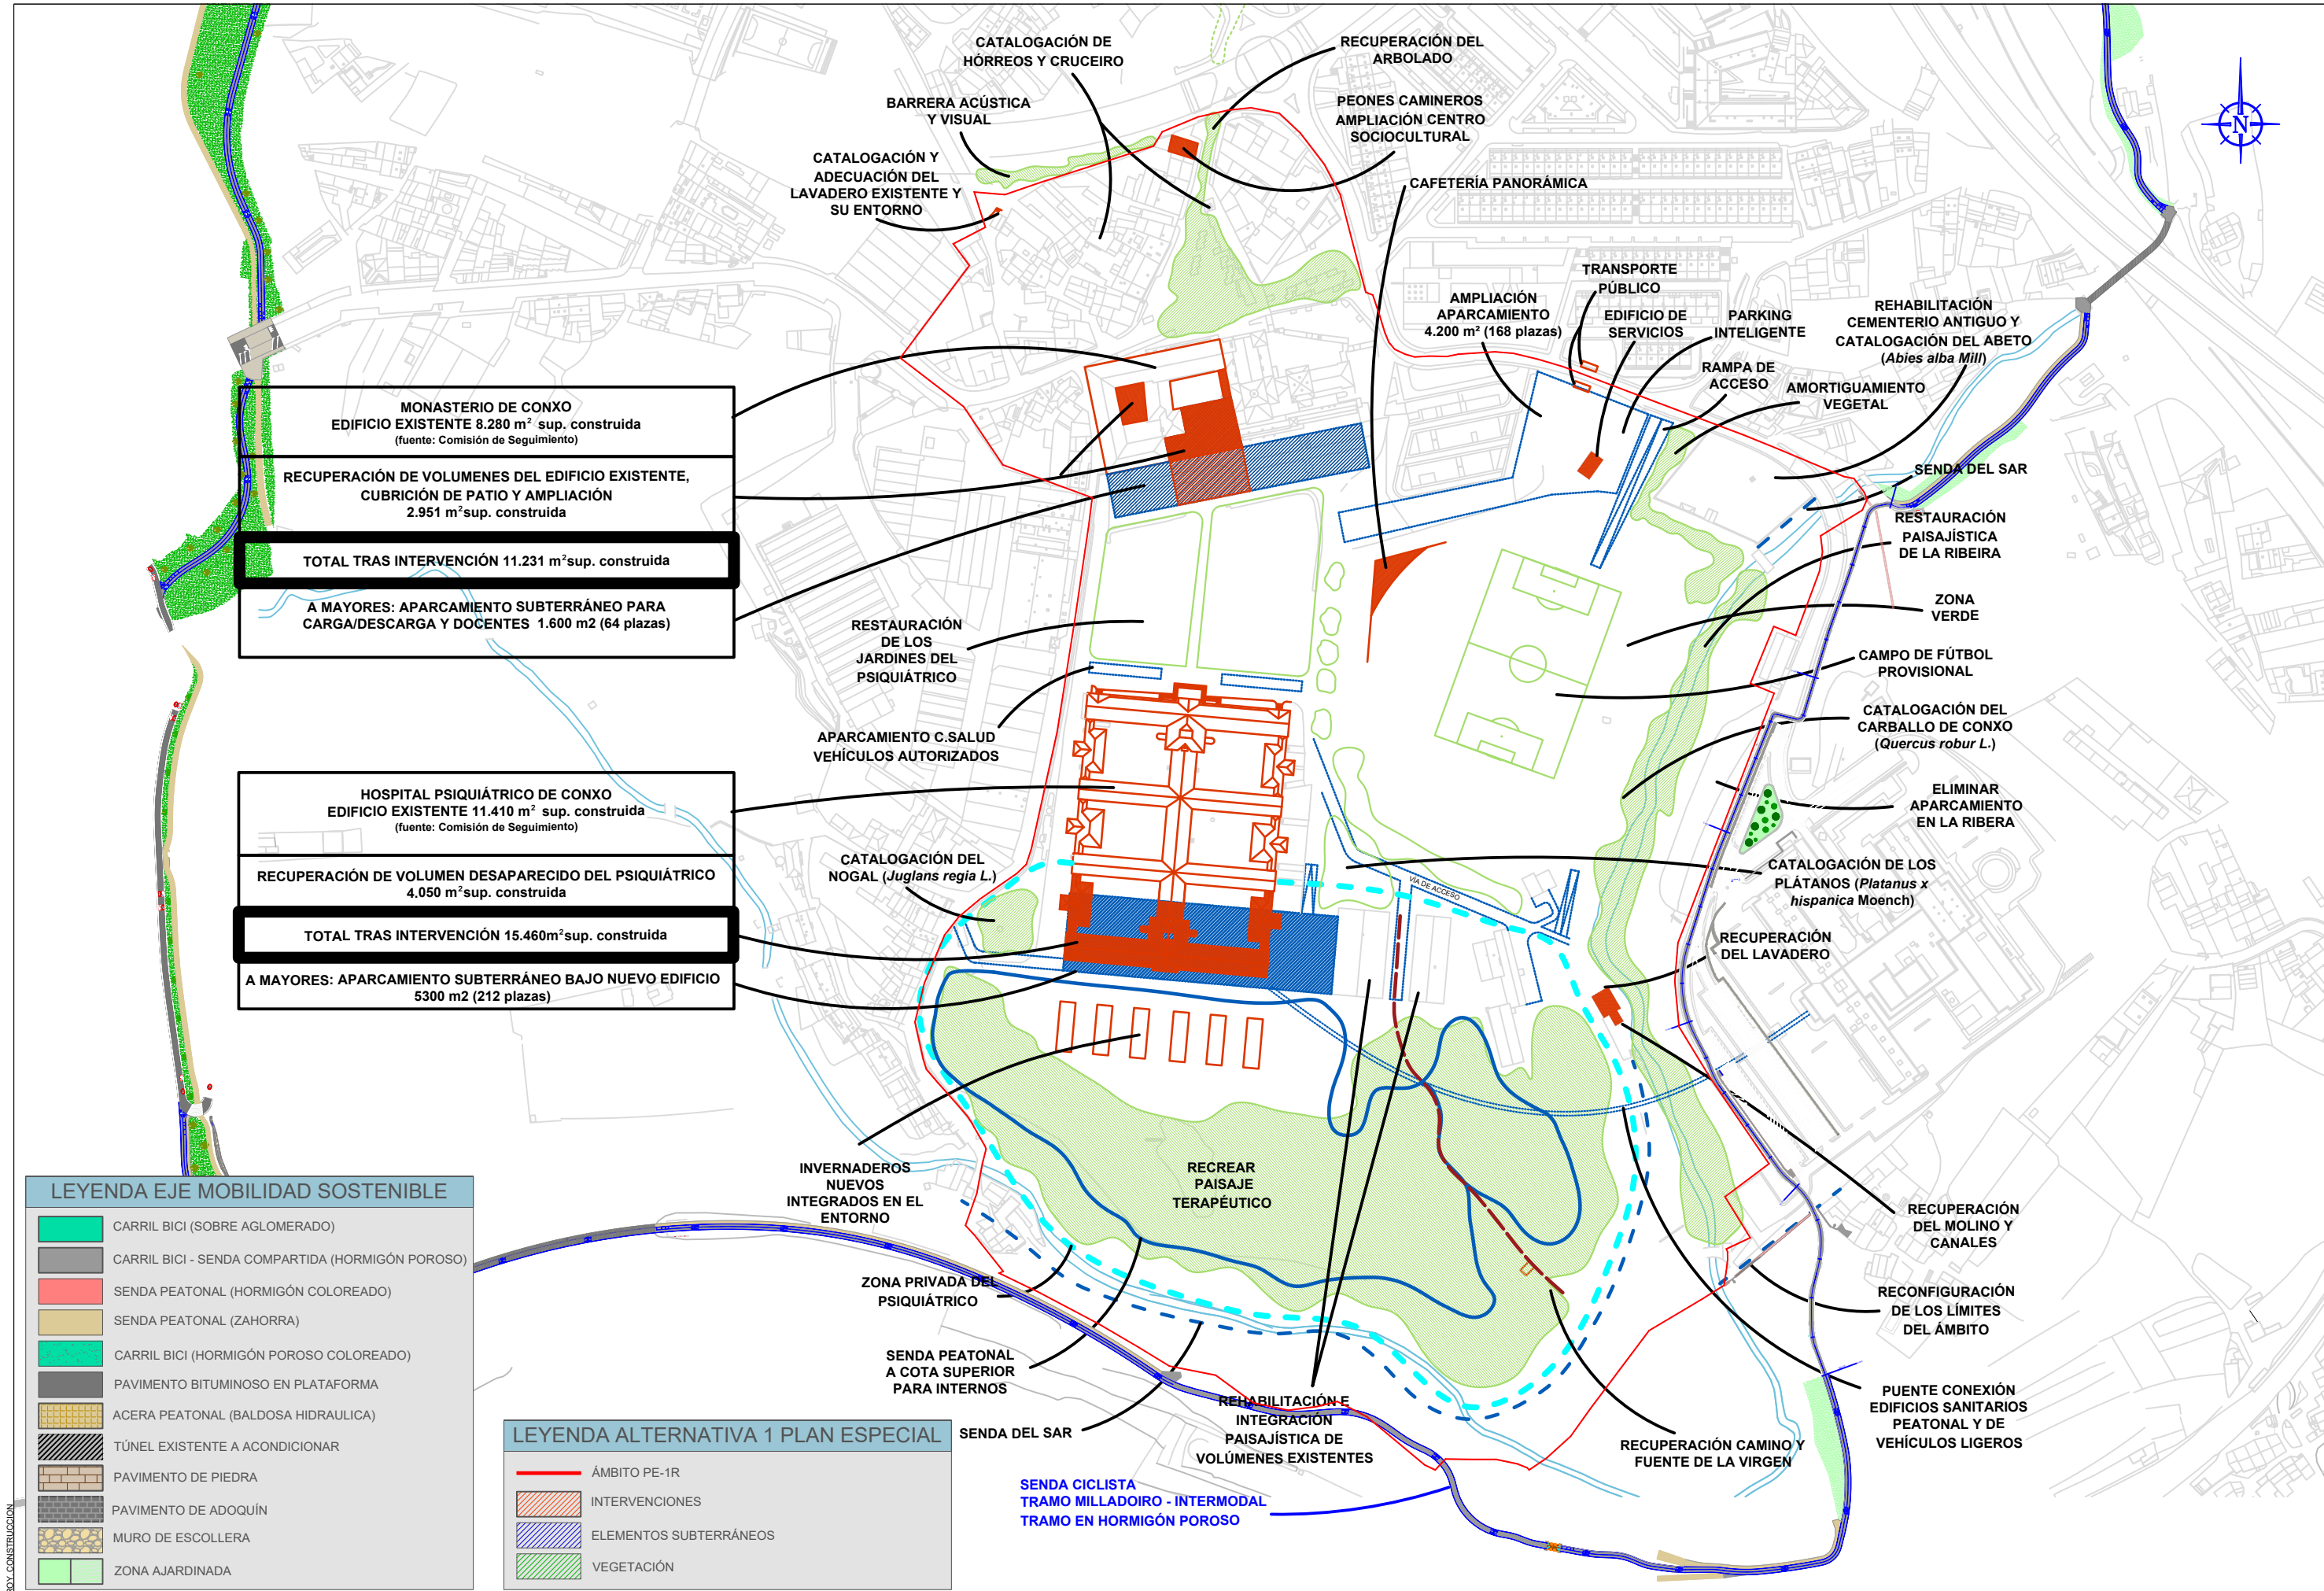 CATALOGACIÓN DE
HÓRREOS Y CRUCEIRO
RECUPERACIÓN DEL
ARBOLADO
BARRERA ACÚSTICA
Y VISUAL
PEONES CAMINEROS
AMPLIACIÓN CENTRO
SOCIOCULTURAL
CATALOGACIÓN Y
ADECUACIÓN DEL
LAVADERO EXISTENTE Y
SU ENTORNO
CAFETERÍA PANORÁMICA
N
TRANSPORTE
PÚBLICO
AMPLIACIÓN
APARCAMIENTO
4.200 m² (168 plazas)
EDIFICIO DE
SERVICIOS
PARKING
INTELIGENTE
REHABILITACIÓN
CEMENTERIO ANTIGUO Y
CATALOGACIÓN DEL ABETO
(Abies alba Mill)
RAMPA DE
ACCESO
AMORTIGUAMIENTO
VEGETAL
MONASTERIO DE CONXO
EDIFICIO EXISTENTE 8.280 m² sup. construida
(fuente: Comisión de Seguimiento)
RECUPERACIÓN DE VOLUMENES DEL EDIFICIO EXISTENTE,
CUBRICIÓN DE PATIO Y AMPLIACIÓN
2.951 m²sup. construida
TOTAL TRAS INTERVENCIÓN 11.231 m²sup. construida
A MAYORES: APARCAMIENTO SUBTERRÁNEO PARA
CARGA/DESCARGA Y DOCENTES 1.600 m2 (64 plazas)
SENDA DEL SAR
RESTAURACIÓN
PAISAJÍSTICA
DE LA RIBEIRA
ZONA
VERDE
RESTAURACIÓN
DE LOS
JARDINES DEL
PSIQUIÁTRICO
CAMPO DE FÚTBOL
PROVISIONAL
CATALOGACIÓN DEL
CARBALLO DE CONXO
(Quercus robur L.)
APARCAMIENTO C.SALUD
VEHÍCULOS AUTORIZADOS
ELIMINAR
APARCAMIENTO
EN LA RIBERA
HOSPITAL PSIQUIÁTRICO DE CONXO
EDIFICIO EXISTENTE 11.410 m² sup. construida
(fuente: Comisión de Seguimiento)
RECUPERACIÓN DE VOLUMEN DESAPARECIDO DEL PSIQUIÁTRICO
4.050 m²sup. construida
TOTAL TRAS INTERVENCIÓN 15.460m²sup. construida
A MAYORES: APARCAMIENTO SUBTERRÁNEO BAJO NUEVO EDIFICIO
5300 m2 (212 plazas)
CATALOGACIÓN DEL
NOGAL (Juglans regia L.)
VÍA DE ACCESO
CATALOGACIÓN DE LOS
PLÁTANOS (Platanus x
hispanica Moench)
RECUPERACIÓN
DEL LAVADERO
INVERNADEROS
NUEVOS
INTEGRADOS EN EL
ENTORNO
RECREAR
PAISAJE
TERAPÉUTICO
RECUPERACIÓN
DEL MOLINO Y
CANALES
ZONA PRIVADA DEL
PSIQUIÁTRICO
RECONFIGURACIÓN
DE LOS LÍMITES
DEL ÁMBITO
SENDA PEATONAL
A COTA SUPERIOR
PARA INTERNOS
SENDA DEL SAR
REHABILITACIÓN E
INTEGRACIÓN
PAISAJÍSTICA DE
VOLÚMENES EXISTENTES
RECUPERACIÓN CAMINO Y
FUENTE DE LA VIRGEN
PUENTE CONEXIÓN
EDIFICIOS SANITARIOS
PEATONAL Y DE
VEHÍCULOS LIGEROS
SENDA CICLISTA
TRAMO MILLADOIRO - INTERMODAL
TRAMO EN HORMIGÓN POROSO
LEYENDA EJE MOBILIDAD SOSTENIBLE
CARRIL BICI (SOBRE AGLOMERADO)
CARRIL BICI - SENDA COMPARTIDA (HORMIGÓN POROSO)
SENDA PEATONAL (HORMIGÓN COLOREADO)
SENDA PEATONAL (ZAHORRA)
CARRIL BICI (HORMIGÓN POROSO COLOREADO)
PAVIMENTO BITUMINOSO EN PLATAFORMA
ACERA PEATONAL (BALDOSA HIDRAULICA)
TÚNEL EXISTENTE A ACONDICIONAR
PAVIMENTO DE PIEDRA
PAVIMENTO DE ADOQUÍN
MURO DE ESCOLLERA
ZONA AJARDINADA
LEYENDA ALTERNATIVA 1 PLAN ESPECIAL
ÁMBITO PE-1R
INTERVENCIONES
ELEMENTOS SUBTERRÁNEOS
VEGETACIÓN
CONSTRUCCION